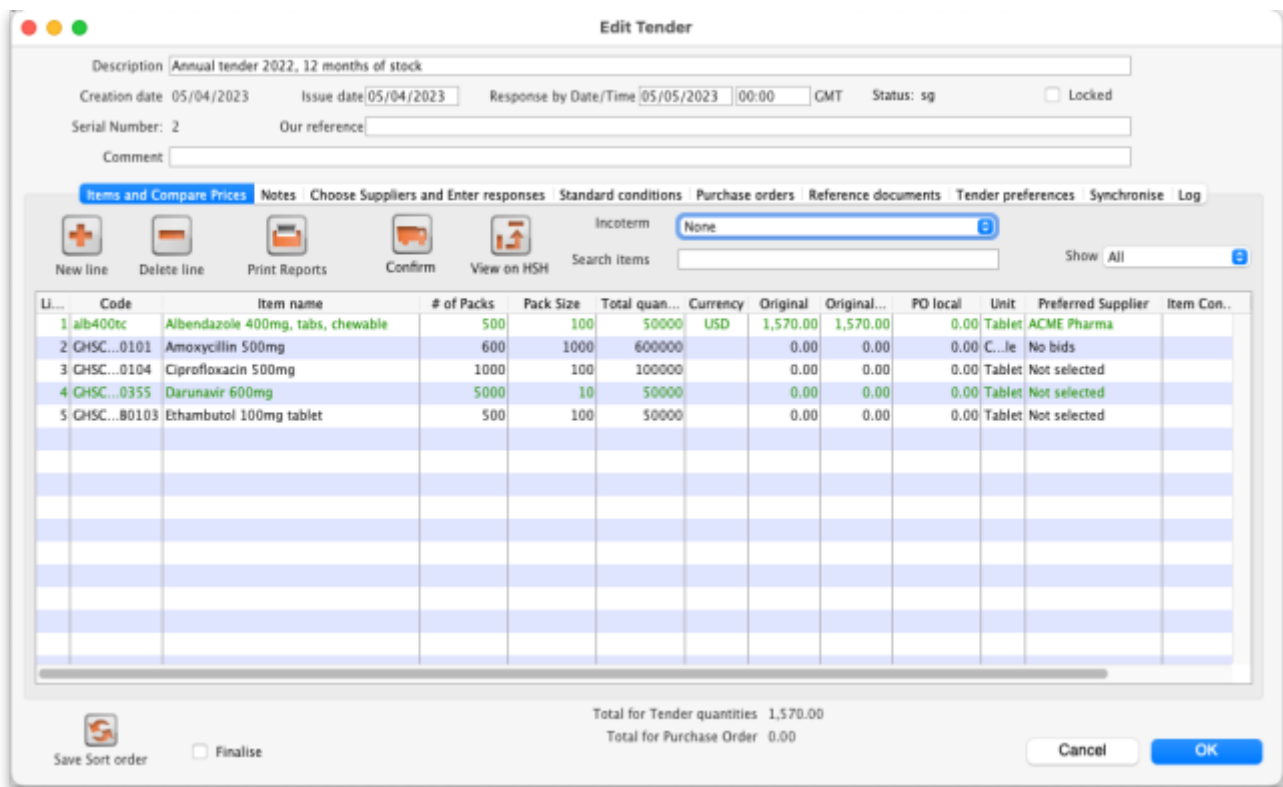 Edit Tender
Description Annual tender 2022, 12 months of stock
Creation date 05/04/2023 Issue date 05/04/2023 Response by Date/Time 05/05/2023 00:00 GMT Status: sg Locked
Serial Number: 2 Our reference
Comment
Items and Compare Prices Notes Choose Suppliers and Enter responses Standard conditions Purchase orders Reference documents Tender preferences Synchronise Log
New line Delete line Print Reports Confirm View on HSH
Incoterm None
Search items
Show All
Li... Code Item name # of Packs Pack Size Total quan... Currency Original Original... PO local Unit Preferred Supplier Item Con..
1 alb400tc Albendazole 400mg, tabs, chewable 500 100 50000 USD 1,570.00 1,570.00 0.00 Tablet ACME Pharma
2 GHSC...0101 Amoxycillin 500mg 600 1000 600000 0.00 0.00 0.00 C...le No bids
3 GHSC...0104 Ciprofloxacin 500mg 1000 100 100000 0.00 0.00 0.00 Tablet Not selected
4 GHSC...0355 Darunavir 600mg 5000 10 50000 0.00 0.00 0.00 Tablet Not selected
5 GHSC...80103 Ethambutol 100mg tablet 500 100 50000 0.00 0.00 0.00 Tablet Not selected
Total for Tender quantities 1,570.00
Total for Purchase Order 0.00
Save Sort order Finalise Cancel OK